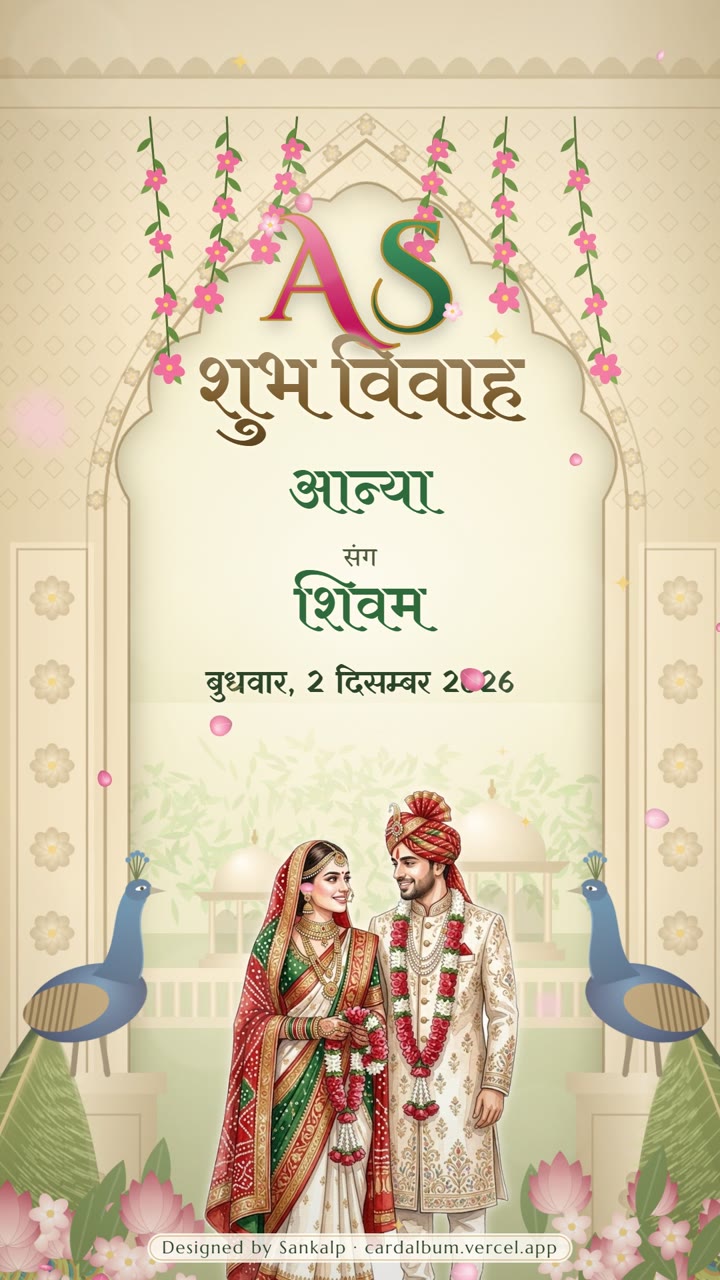 AS
शुभ विवाह
आन्या
संग
शिवम
बुधवार, 2 दिसम्बर 2026
Designed by Sankalp · cardalbum.vercel.app